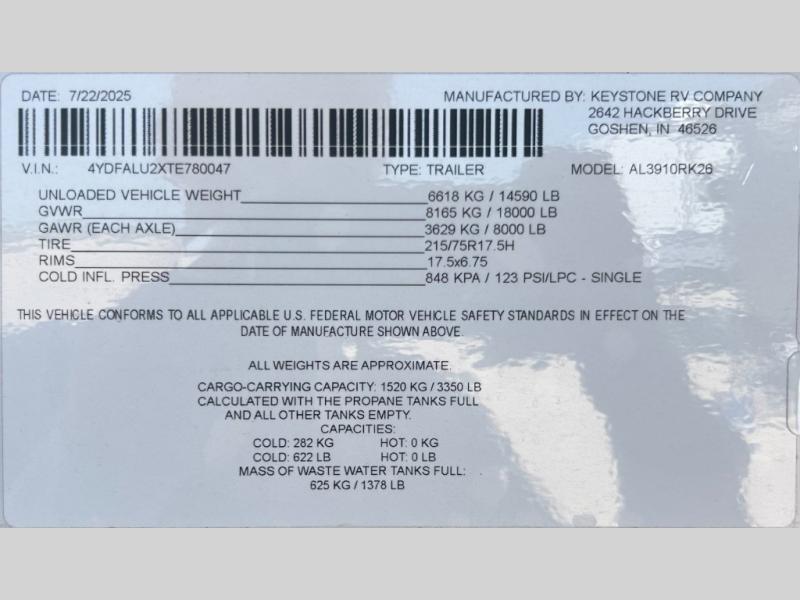 DATE: 7/22/2025 MANUFACTURED BY: KEYSTONE RV COMPANY
2642 HACKBERRY DRIVE
GOSHEN, IN 46526
V.I.N.: 4YDFALU2XTE780047 TYPE: TRAILER MODEL: AL3910RK26
UNLOADED VEHICLE WEIGHT 6618 KG / 14590 LB
GVWR 8165 KG / 18000 LB
GAWR (EACH AXLE) 3629 KG / 8000 LB
TIRE 215/75R17.5H
RIMS 17.5x6.75
COLD INFL. PRESS 848 KPA / 123 PSI/LPC - SINGLE
THIS VEHICLE CONFORMS TO ALL APPLICABLE U.S. FEDERAL MOTOR VEHICLE SAFETY STANDARDS IN EFFECT ON THE
DATE OF MANUFACTURE SHOWN ABOVE.
ALL WEIGHTS ARE APPROXIMATE.
CARGO-CARRYING CAPACITY: 1520 KG / 3350 LB
CALCULATED WITH THE PROPANE TANKS FULL
AND ALL OTHER TANKS EMPTY.
CAPACITIES:
COLD: 282 KG HOT: 0 KG
COLD: 622 LB HOT: 0 LB
MASS OF WASTE WATER TANKS FULL:
625 KG / 1378 LB